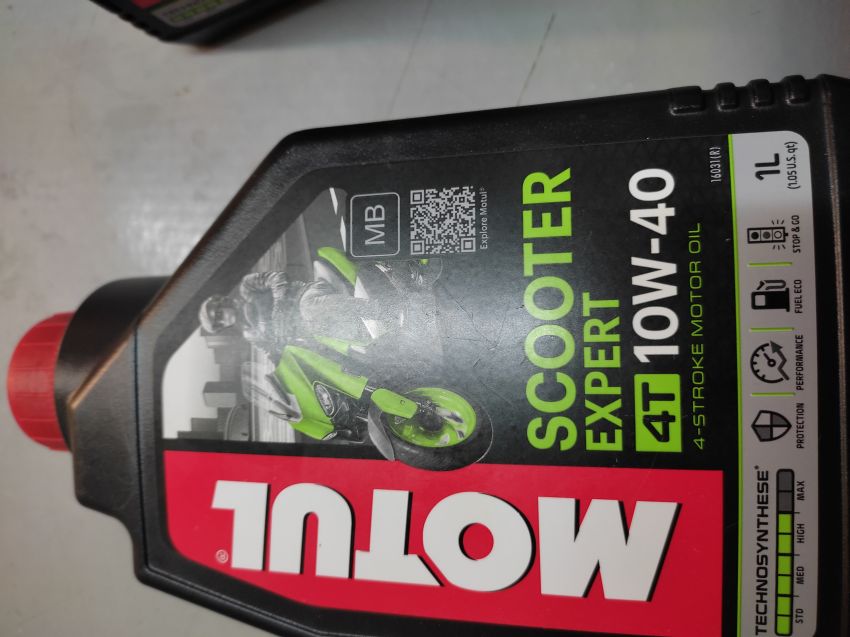 MOTUL®
MB
Explore Motul®
SCOOTER
EXPERT
4T 10W-40
4-STROKE MOTOR OIL
16031(R)
TECHNOSYNTHESE®
STD MED HIGH MAX
PROTECTION
PERFORMANCE
FUEL ECO
STOP & GO
1L
(1.05 U.S. qt)